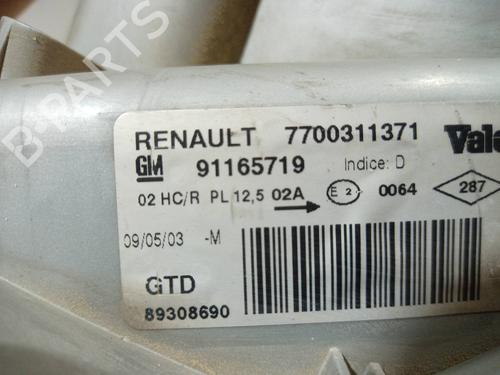 RENAULT 7700311371
GM 91165719 Indice: D
02 HC/R PL 12,5 02A E 2 0064 287
09/05/03 -M
GTD
89308690
B-PARTS